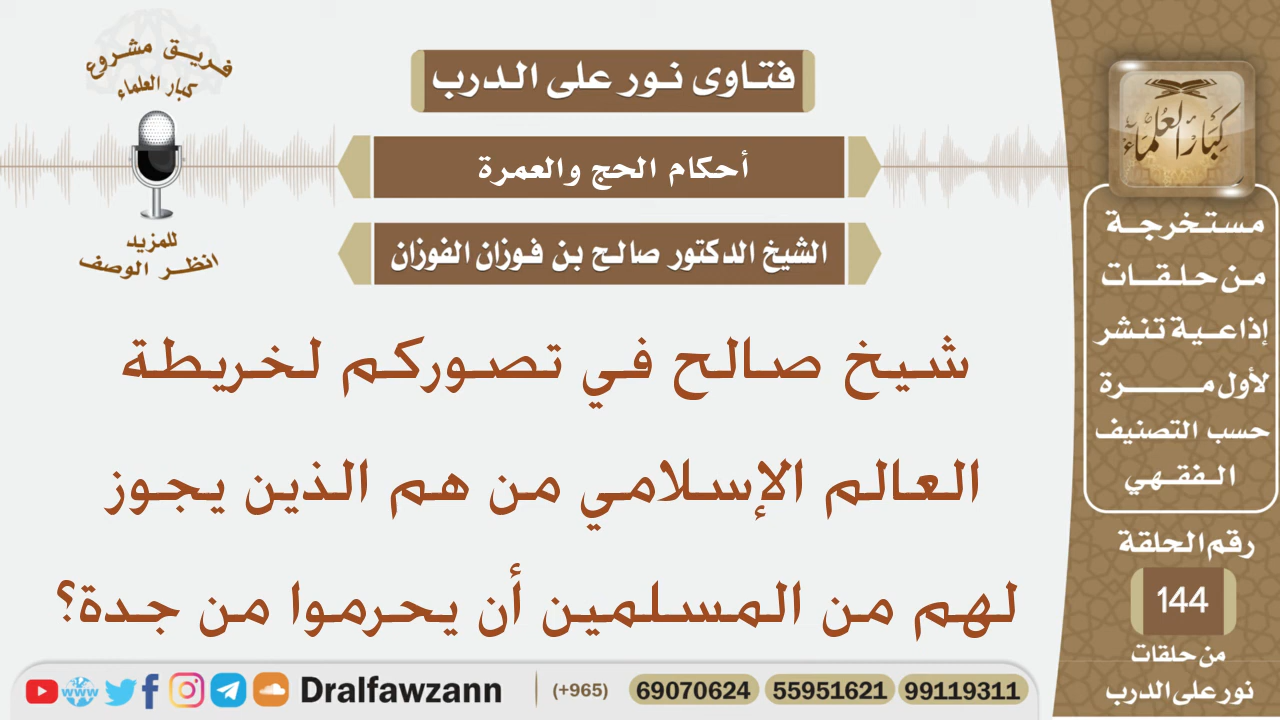 فريق مشروع
كبار العلماء
للمزيد
انظر الوصف
فتاوى نور على الدرب
أحكام الحج والعمرة
الشيخ الدكتور صالح بن فوزان الفوزان
شيخ صالح في تصوركم لخريطة
العالم الإسلامي من هم الذين يجوز
لهم من المسلمين أن يحرموا من جدة؟
كبار العلماء
مستخرجة
من حلقات
إذاعية تنشر
لأول مرة
حسب التصنيف
الفقهي
رقم الحلقة
144
من حلقات
نور على الدرب
www Dralfawzann (+965) 69070624 55951621 99119311